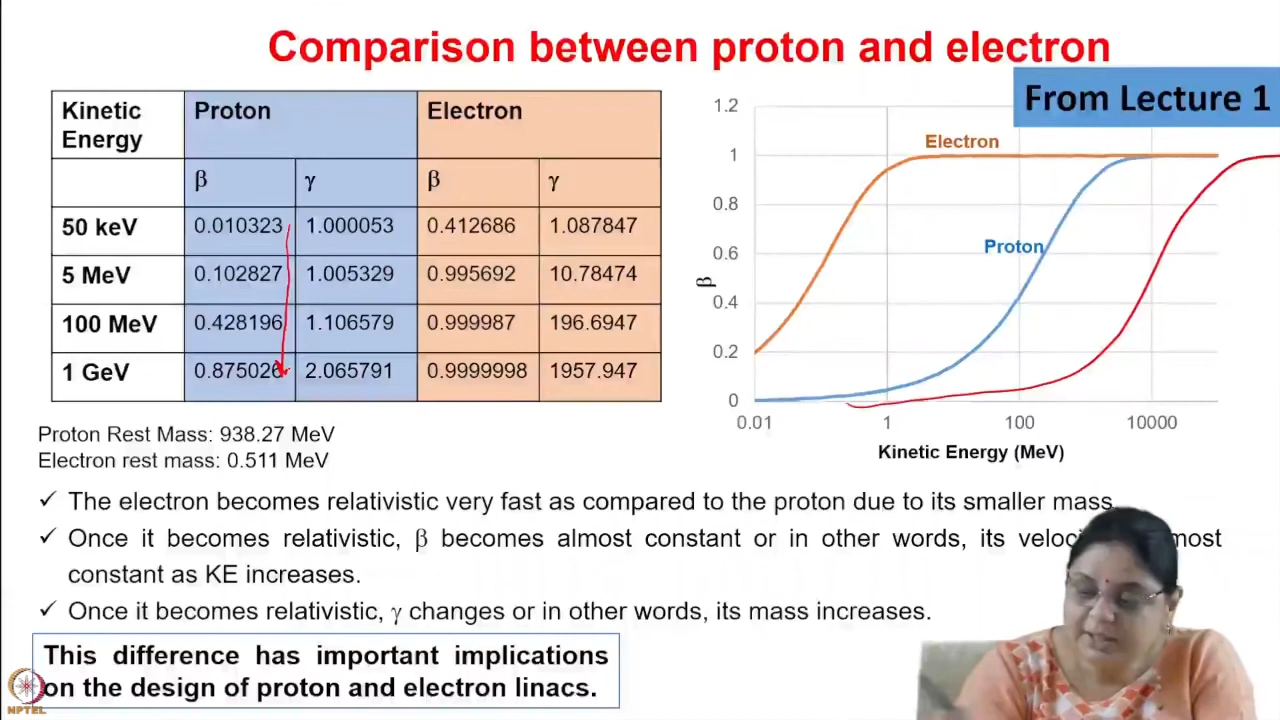 Comparison between proton and electron
From Lecture 1
Kinetic Energy Proton Electron
β γ β γ
50 keV 0.010323 1.000053 0.412686 1.087847
5 MeV 0.102827 1.005329 0.995692 10.78474
100 MeV 0.428196 1.106579 0.999987 196.6947
1 GeV 0.875026 2.065791 0.9999998 1957.947
1.2
1
0.8
0.6
0.4
0.2
0
β
Electron
Proton
0.01 1 100 10000
Kinetic Energy (MeV)
Proton Rest Mass: 938.27 MeV
Electron rest mass: 0.511 MeV
✓ The electron becomes relativistic very fast as compared to the proton due to its smaller mass.
✓ Once it becomes relativistic, β becomes almost constant or in other words, its
constant as KE increases.
✓ Once it becomes relativistic, γ changes or in other words, its mass increases.
This difference has important implications
on the design of proton and electron linacs.
NPTEL